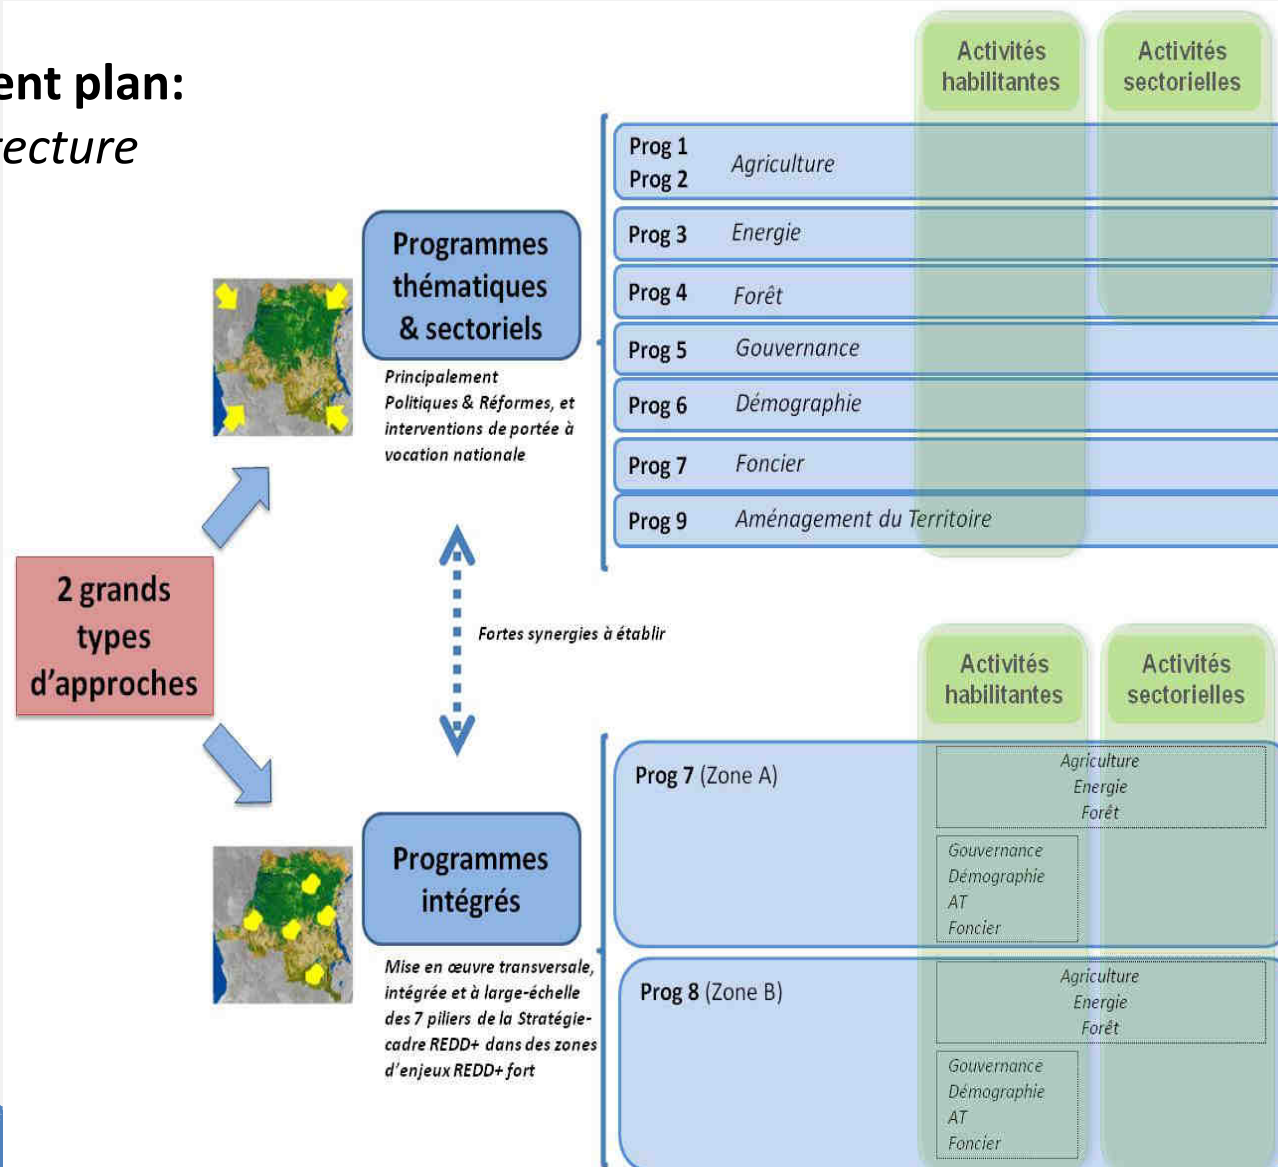 ent plan:
ecture
Activités
habilitantes
Activités
sectorielles
Prog 1
Prog 2
Agriculture
Prog 3 Energie
Prog 4 Forêt
Prog 5 Gouvernance
Prog 6 Démographie
Prog 7 Foncier
Prog 9 Aménagement du Territoire
Programmes
thématiques
& sectoriels
Principalement
Politiques & Réformes, et
interventions de portée à
vocation nationale
2 grands
types
d’approches
Fortes synergies à établir
Activités
habilitantes
Activités
sectorielles
Programmes
intégrés
Mise en œuvre transversale,
intégrée et à large-échelle
des 7 piliers de la Stratégie-
cadre REDD+ dans des zones
d’enjeux REDD+ fort
Prog 7 (Zone A)
Agriculture
Energie
Forêt
Gouvernance
Démographie
AT
Foncier
Prog 8 (Zone B)
Agriculture
Energie
Forêt
Gouvernance
Démographie
AT
Foncier